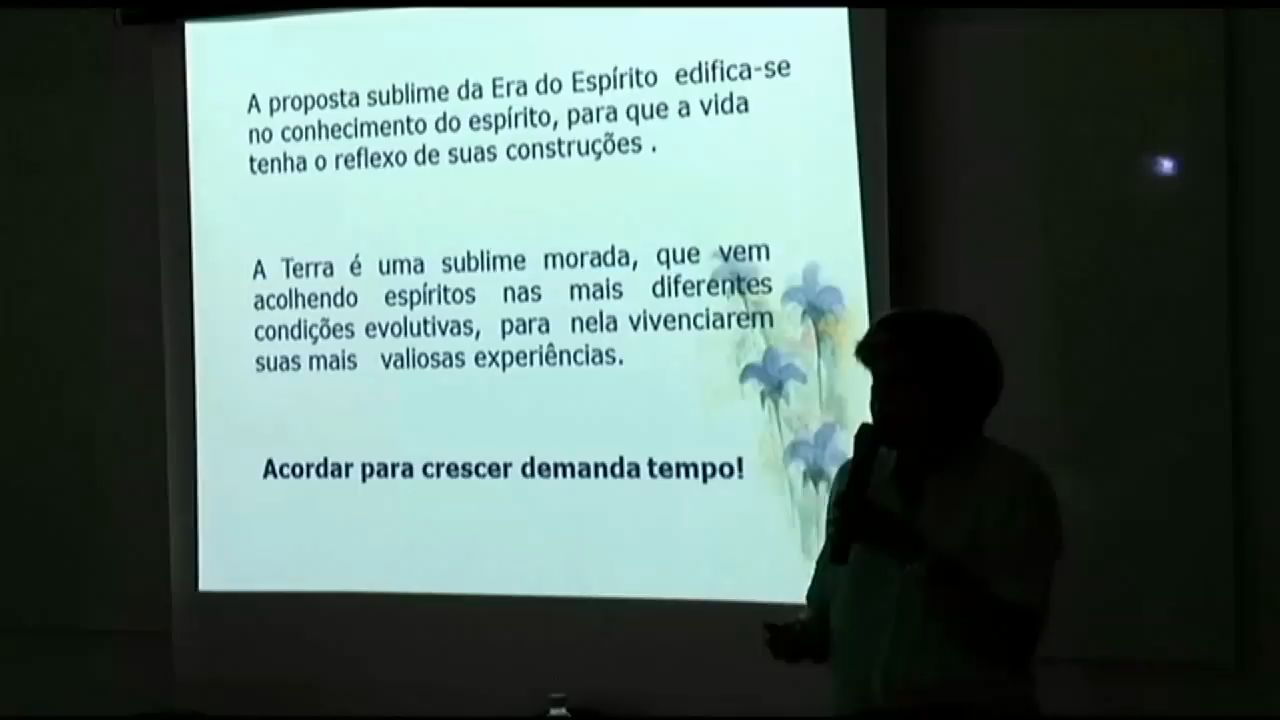 A proposta sublime da Era do Espírito edifica-se
no conhecimento do espírito, para que a vida
tenha o reflexo de suas construções .
A Terra é uma sublime morada, que vem
acolhendo espíritos nas mais diferentes
condições evolutivas, para nela vivenciarem
suas mais valiosas experiências.
Acordar para crescer demanda tempo!